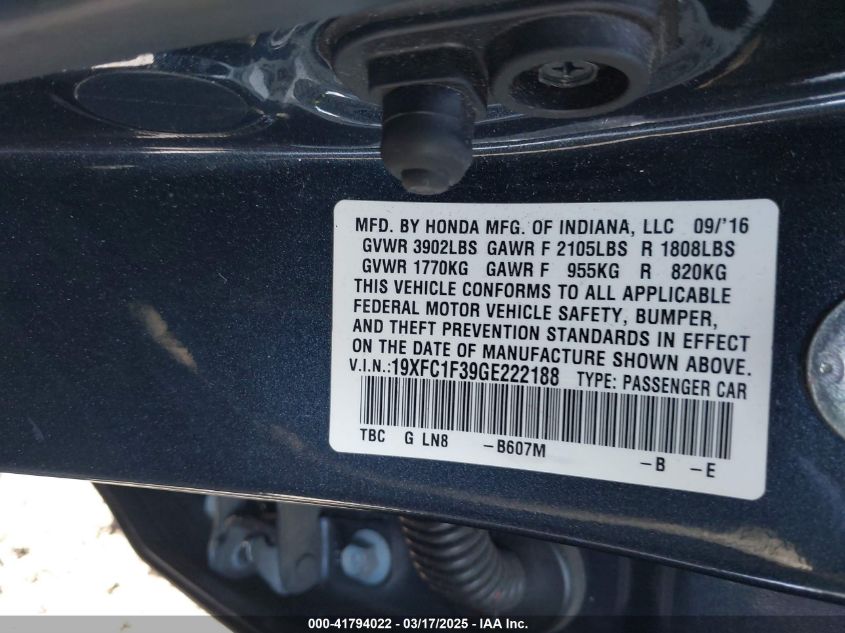 MFD. BY HONDA MFG. OF INDIANA, LLC 09/'16
GVWR 3902LBS GAWR F 2105LBS R 1808LBS
GVWR 1770KG GAWR F 955KG R 820KG
THIS VEHICLE CONFORMS TO ALL APPLICABLE
FEDERAL MOTOR VEHICLE SAFETY, BUMPER,
AND THEFT PREVENTION STANDARDS IN EFFECT
ON THE DATE OF MANUFACTURE SHOWN ABOVE.
V.I.N.:19XFC1F39GE222188 TYPE: PASSENGER CAR
TBC G LN8 -B607M
-B -E
000-41794022 - 03/17/2025 - IAA Inc.